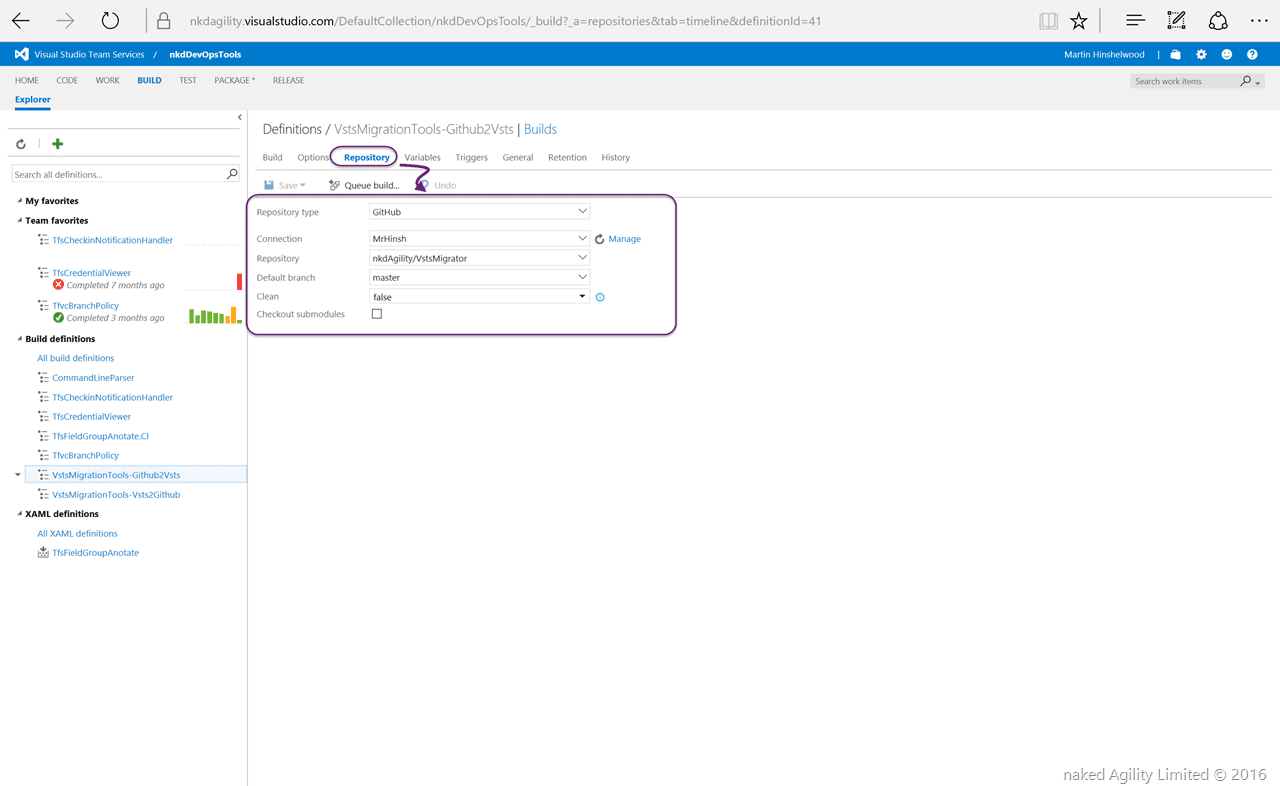 nkdagility.visualstudio.com/DefaultCollection/nkdDevOpsTools/_build?_a=repositories&tab=timeline&definitionId=41
Visual Studio Team Services / nkdDevOpsTools
Martin Hinshelwood
HOME CODE WORK BUILD TEST PACKAGE * RELEASE
Search work items
Explorer
Search all definitions...
My favorites
Team favorites
TfsCheckinNotificationHandler
TfsCredentialViewer
Completed 7 months ago
TfvcBranchPolicy
Completed 3 months ago
Build definitions
All build definitions
CommandLineParser
TfsCheckinNotificationHandler
TfsCredentialViewer
TfsFieldGroupAnotate.CI
TfvcBranchPolicy
VstsMigrationTools-Github2Vsts
VstsMigrationTools-Vsts2Github
XAML definitions
All XAML definitions
TfsFieldGroupAnotate
Definitions / VstsMigrationTools-Github2Vsts | Builds
Build Options Repository Variables Triggers General Retention History
Save Queue build... Undo
Repository type GitHub
Connection MrHinsh Manage
Repository nkdAgility/VstsMigrator
Default branch master
Clean false
Checkout submodules
naked Agility Limited © 2016